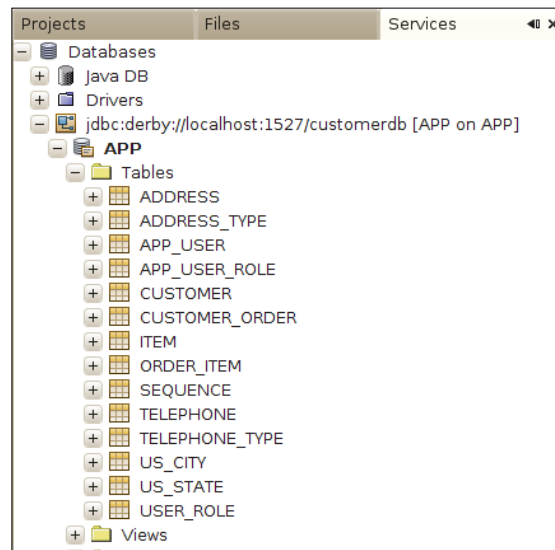 Projects Files Services
Databases
Java DB
Drivers
jdbc:derby://localhost:1527/customerdb [APP on APP]
APP
Tables
ADDRESS
ADDRESS_TYPE
APP_USER
APP_USER_ROLE
CUSTOMER
CUSTOMER_ORDER
ITEM
ORDER_ITEM
SEQUENCE
TELEPHONE
TELEPHONE_TYPE
US_CITY
US_STATE
USER_ROLE
Views